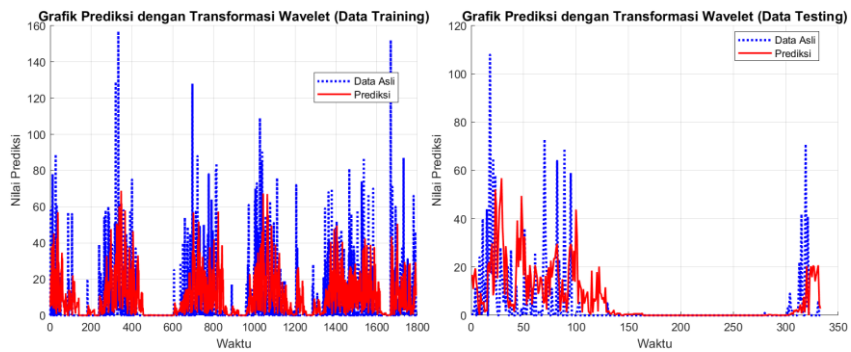 Grafik Prediksi dengan Transformasi Wavelet (Data Training)
160
140
120
100
80
60
40
20
0
Nilai Prediksi
Data Asli
Prediksi
0 200 400 600 800 1000 1200 1400 1600 1800
Waktu
Grafik Prediksi dengan Transformasi Wavelet (Data Testing)
120
100
80
60
40
20
0
Nilai Prediksi
Data Asli
Prediksi
0 50 100 150 200 250 300 350
Waktu